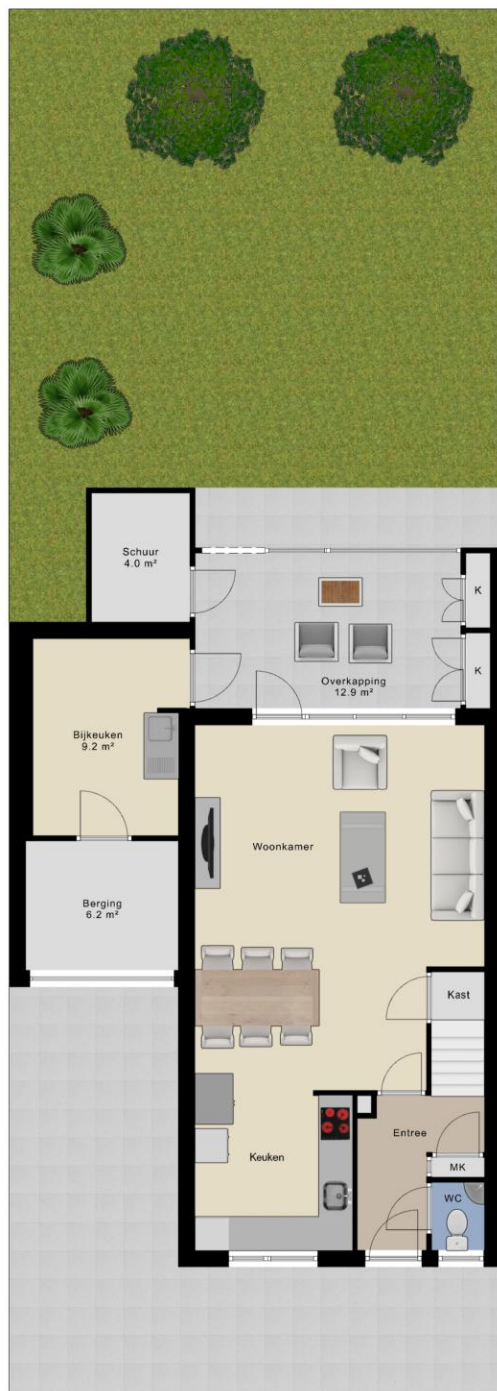 Schuur
4.0 m²
K
K
Overkapping
12.9 m²
Bijkeuken
9.2 m²
Woonkamer
Berging
6.2 m²
Kast
Entree
Keuken
MK
WC